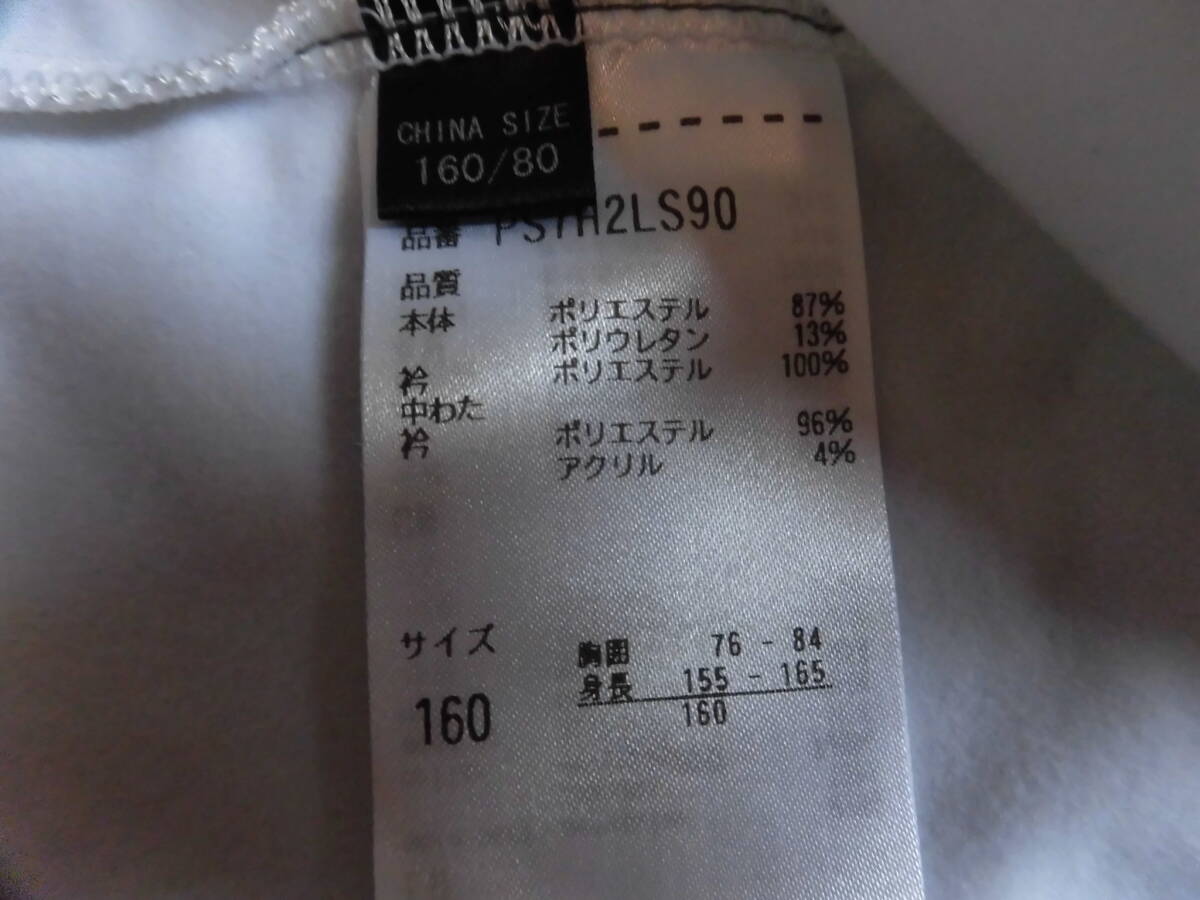 CHINA SIZE
160/80
品番 PS7H2LS90
品質
本体 ポリエステル 87%
ポリウレタン 13%
衿 ポリエステル 100%
中わた
衿 ポリエステル 96%
アクリル 4%
サイズ
胸囲 76 - 84
身長 155 - 165
160
160